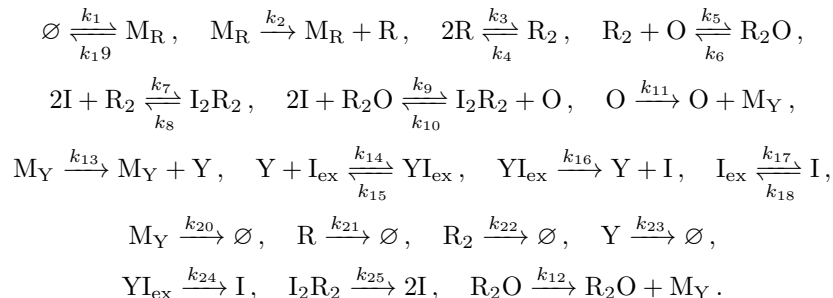 ∅ ⇌ M_R , (k_1, k_19) M_R → M_R + R , (k_2) 2R ⇌ R_2 , (k_3, k_4) R_2 + O ⇌ R_2O , (k_5, k_6)
2I + R_2 ⇌ I_2R_2 , (k_7, k_8) 2I + R_2O ⇌ I_2R_2 + O , (k_9, k_10) O → O + M_Y , (k_11)
M_Y → M_Y + Y , (k_13) Y + I_ex ⇌ YI_ex , (k_14, k_15) YI_ex → Y + I , (k_16) I_ex ⇌ I , (k_17, k_18)
M_Y → ∅ , (k_20) R → ∅ , (k_21) R_2 → ∅ , (k_22) Y → ∅ , (k_23)
YI_ex → I , (k_24) I_2R_2 → 2I , (k_25) R_2O → R_2O + M_Y . (k_12)